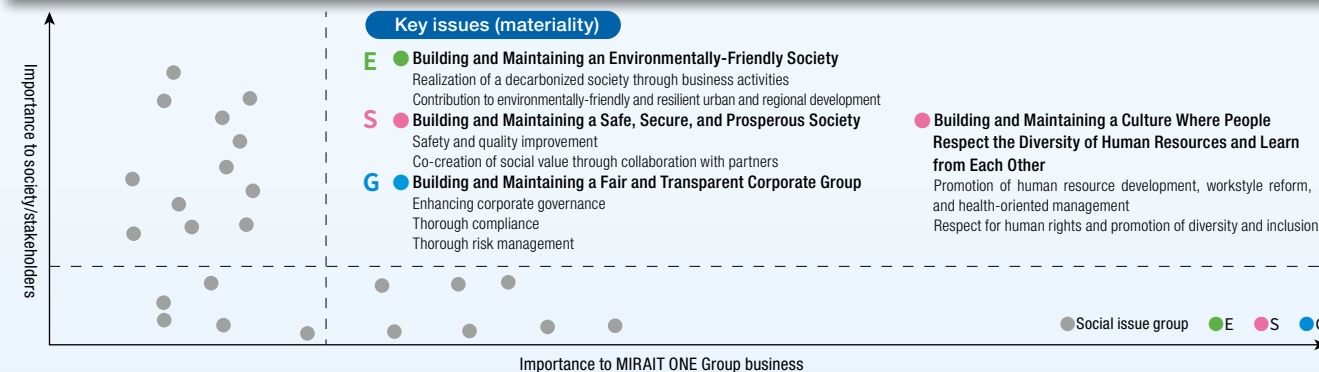 Key issues (materiality)
Importance to society/stakeholders
E
Building and Maintaining an Environmentally-Friendly Society
Realization of a decarbonized society through business activities
Contribution to environmentally-friendly and resilient urban and regional development
S
Building and Maintaining a Safe, Secure, and Prosperous Society
Safety and quality improvement
Co-creation of social value through collaboration with partners
G
Building and Maintaining a Fair and Transparent Corporate Group
Enhancing corporate governance
Thorough compliance
Thorough risk management
Building and Maintaining a Culture Where People
Respect the Diversity of Human Resources and Learn
from Each Other
Promotion of human resource development, workstyle reform,
and health-oriented management
Respect for human rights and promotion of diversity and inclusion
Social issue group E S
Importance to MIRAIT ONE Group business